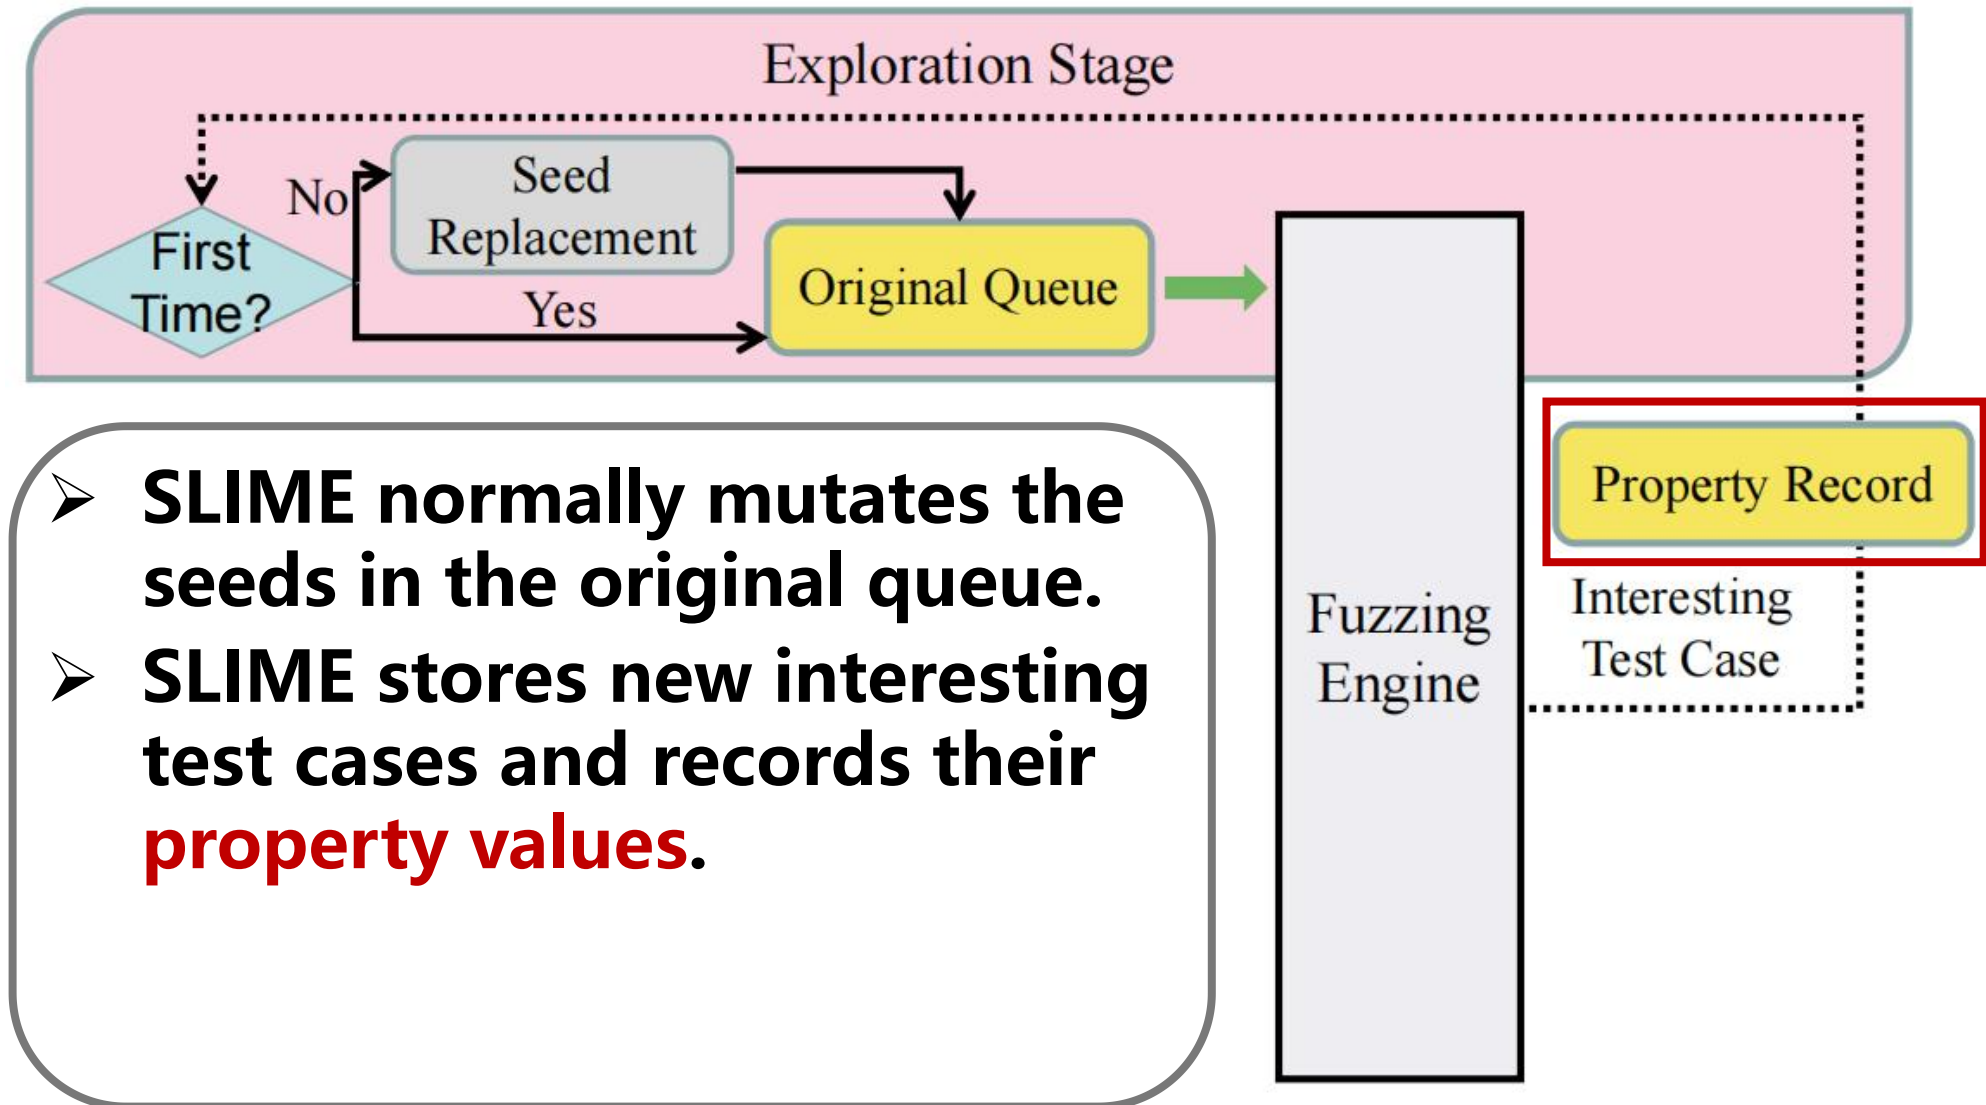 Exploration Stage
No
Seed
Replacement
First
Time?
Yes
Original Queue
Property Record
Interesting
Test Case
Fuzzing
Engine
➢ SLIME normally mutates the
seeds in the original queue.
➢ SLIME stores new interesting
test cases and records their
property values.